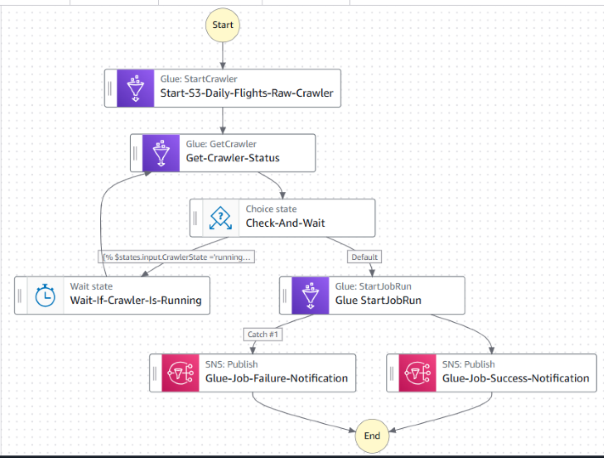 Start
Glue: StartCrawler
Start-S3-Daily-Flights-Raw-Crawler
Glue: GetCrawler
Get-Crawler-Status
Choice state
Check-And-Wait
{% $states.input.CrawlerState ='running...
Default
Wait state
Wait-If-Crawler-Is-Running
Glue: StartJobRun
Glue StartJobRun
Catch #1
SNS: Publish
Glue-Job-Failure-Notification
SNS: Publish
Glue-Job-Success-Notification
End